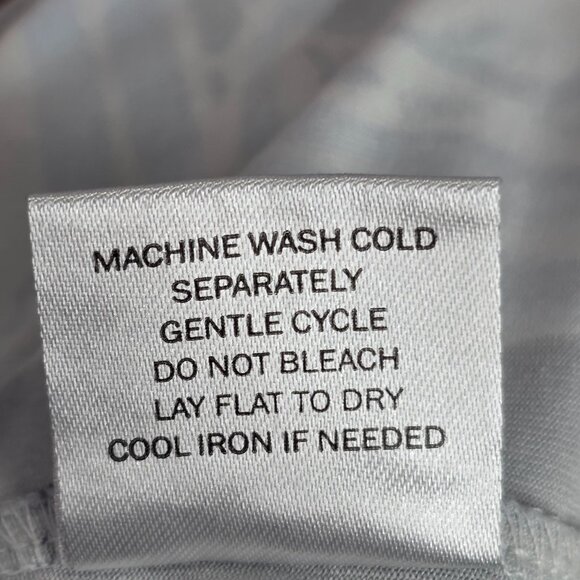 MACHINE WASH COLD
SEPARATELY
GENTLE CYCLE
DO NOT BLEACH
LAY FLAT TO DRY
COOL IRON IF NEEDED